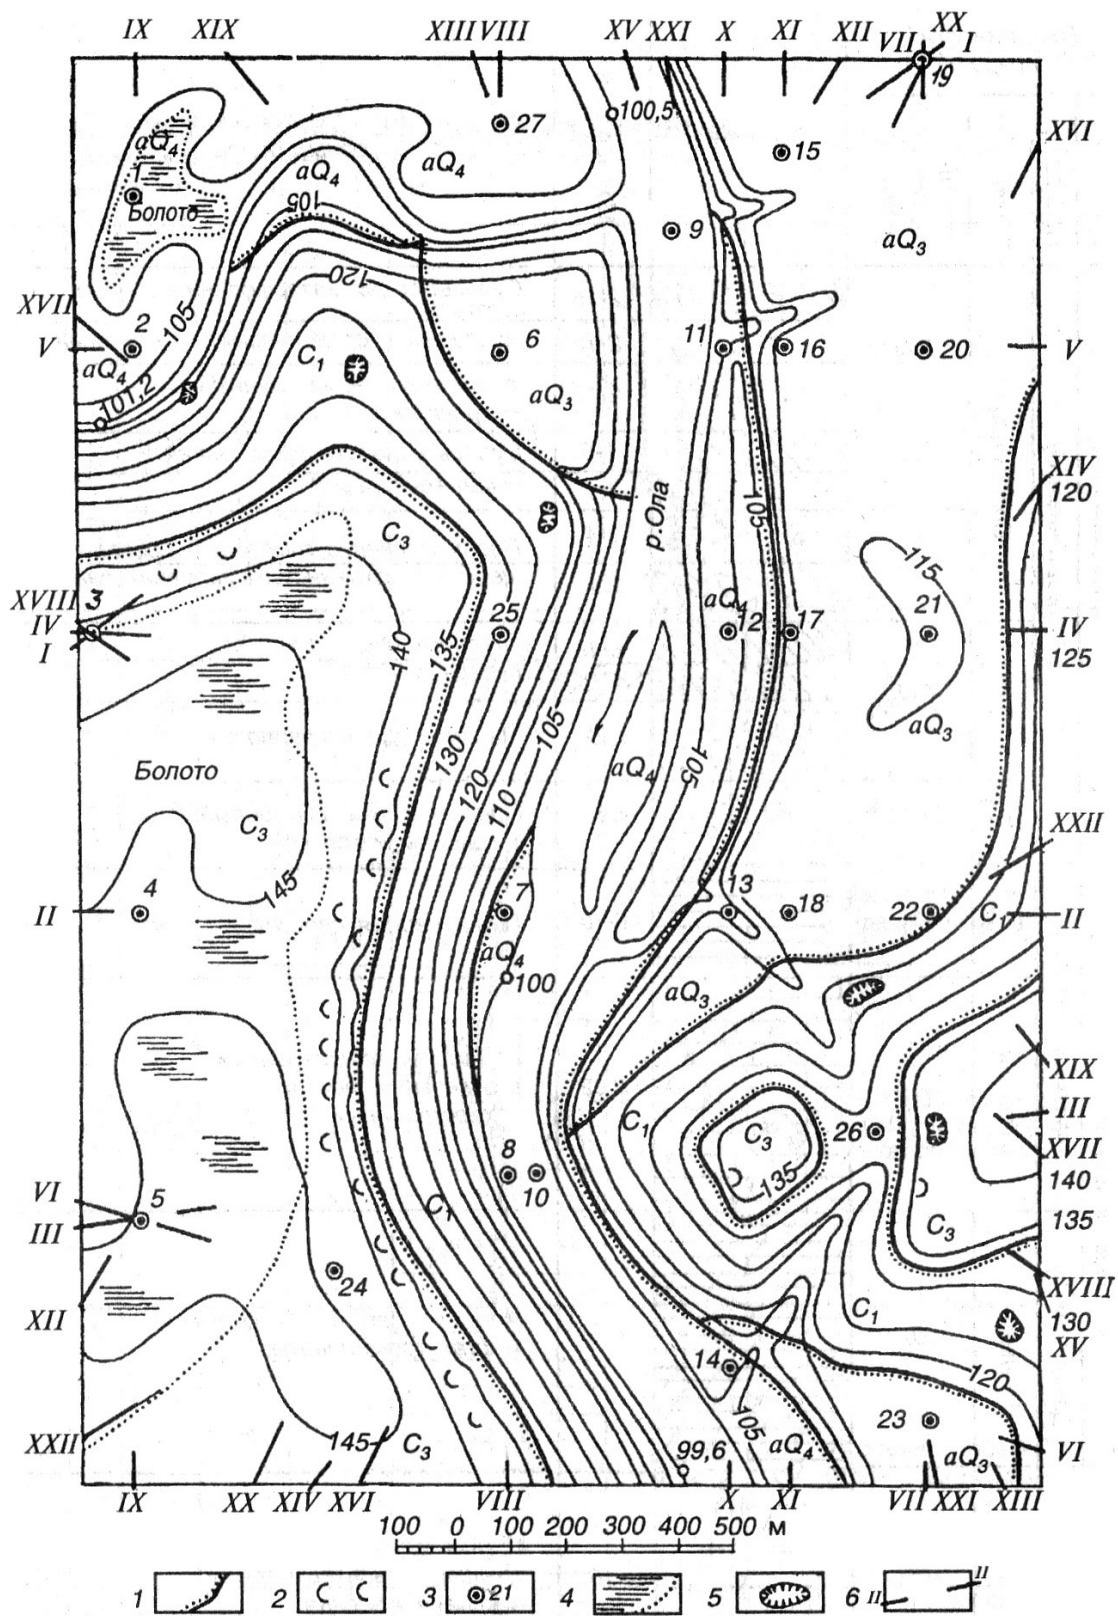 IX XIX XIII VIII XV XXI X XI XII VII XX I
19
100,5
27
15
XVI
aQ₄
1
Болото
aQ₄
105
aQ₄
9
aQ₃
120
XVII
105
2
6
11
16
20
V
V
C₁
aQ₄
101,2
aQ₃
XIV
120
р. Опа
105
C₃
115
XVIII 3
IV
I
25
aQ₄
12
17
21
IV
125
140
135
105
aQ₃
130
120
110
105
aQ₄
Болото
C₃
XXII
145
4
7
13
18
22
C₁
II
II
aQ₄
100
aQ₃
XIX
III
C₁
C₃
26
XVII
8
135
140
VI
5
10
C₁
135
III
C₃
24
XVIII
C₁
130
XII
XV
14
120
105
23
XXII
145
C₃
99,6
aQ₄
aQ₃
VI
IX XX XIV XVI VIII X XI VII XXI XIII
100 0 100 200 300 400 500 м
1 2 3 21 4 5 6 II II